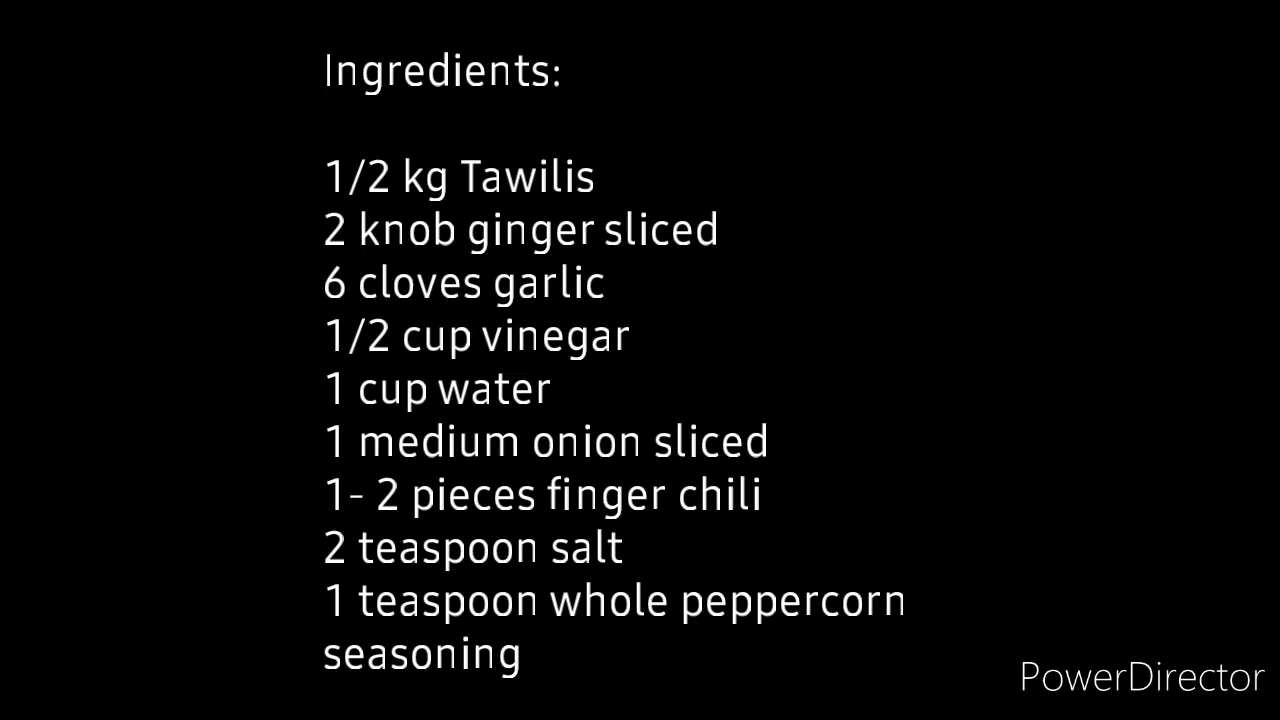 Ingredients:
1/2 kg Tawilis
2 knob ginger sliced
6 cloves garlic
1/2 cup vinegar
1 cup water
1 medium onion sliced
1- 2 pieces finger chili
2 teaspoon salt
1 teaspoon whole peppercorn
seasoning
PowerDirector